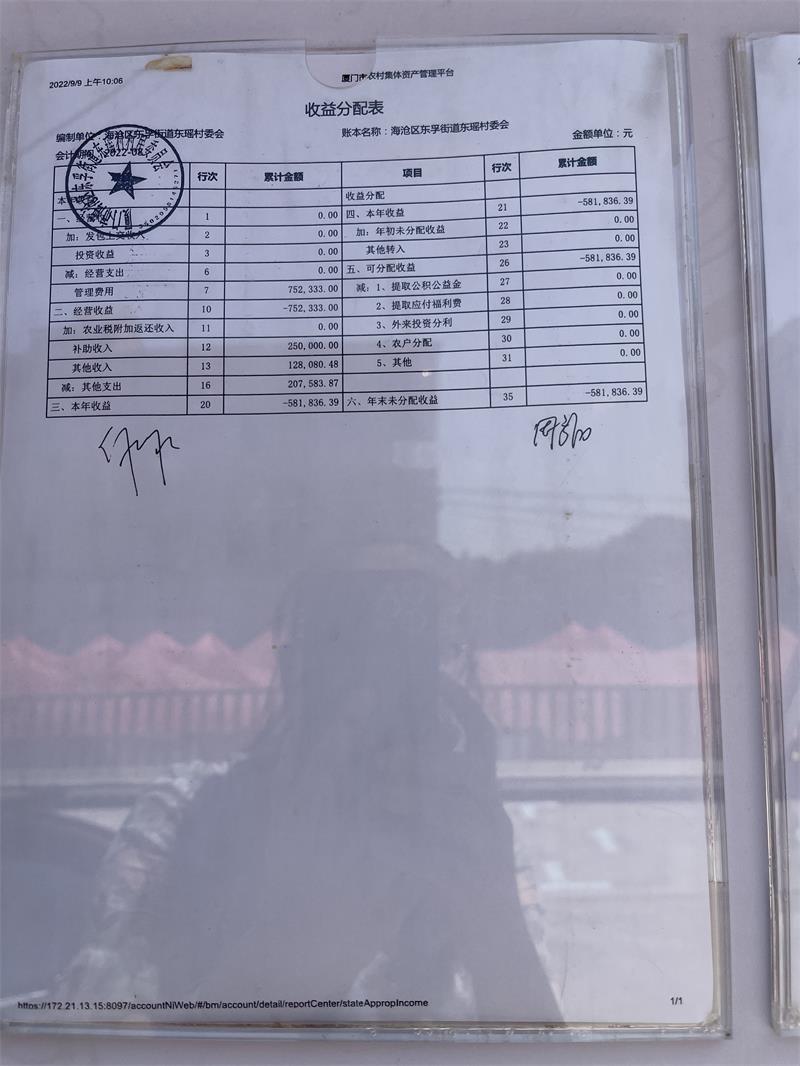 2022/9/9 上午10:06
厦门市农村集体资产管理平台
收益分配表
编制单位：海沧区东孚街道东瑶村委会 账本名称：海沧区东孚街道东瑶村委会 金额单位：元
会计期间：2022-08
行次 累计金额 项目 行次 累计金额
本 收益分配
一、经营 1 0.00 四、本年收益 21 -581,836.39
加：发包上交收入 2 0.00 加：年初未分配收益 22 0.00
投资收益 3 0.00 其他转入 23 0.00
减：经营支出 6 0.00 五、可分配收益 26 -581,836.39
管理费用 7 752,333.00 减：1、提取公积公益金 27 0.00
二、经营收益 10 -752,333.00 2、提取应付福利费 28 0.00
加：农业税附加返还收入 11 0.00 3、外来投资分利 29 0.00
补助收入 12 250,000.00 4、农户分配 30 0.00
其他收入 13 128,080.48 5、其他 31 0.00
减：其他支出 16 207,583.87
三、本年收益 20 -581,836.39 六、年末未分配收益 35 -581,836.39
https://172.21.13.15:8097/accountNjWeb/#/bm/account/detail/reportCenter/stateAppropIncome 1/1